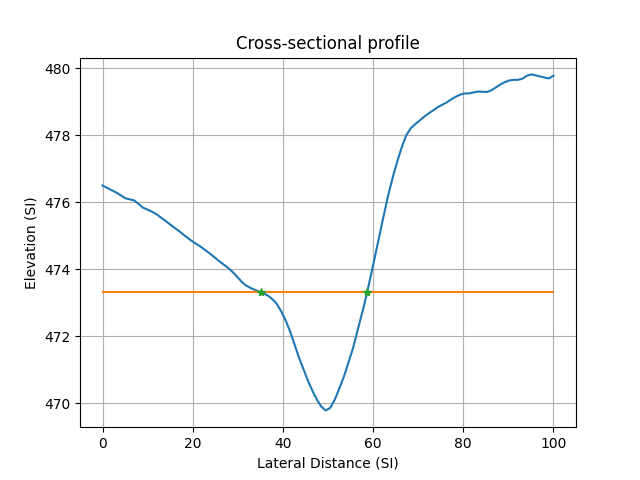 Cross-sectional profile
Elevation (SI)
480
478
476
474
472
470
0 20 40 60 80 100
Lateral Distance (SI)